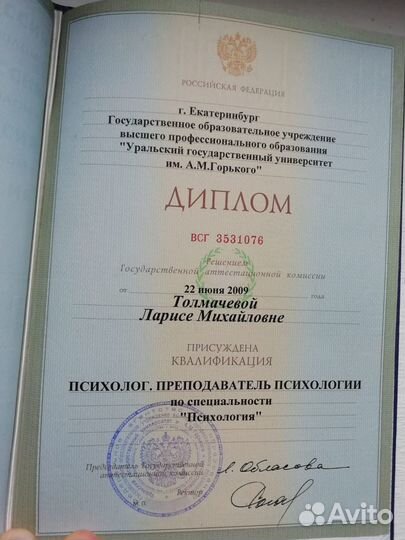 РОССИЙСКАЯ ФЕДЕРАЦИЯ
г. Екатеринбург
Государственное образовательное учреждение
высшего профессионального образования
"Уральский государственный университет
им. А.М.Горького"
ДИПЛОМ
ВСГ 3531076
Решением
Государственной аттестационной комиссии
от 22 июня 2009 года
Толмачевой
Ларисе Михайловне
ПРИСУЖДЕНА
КВАЛИФИКАЦИЯ
ПСИХОЛОГ. ПРЕПОДАВАТЕЛЬ ПСИХОЛОГИИ
по специальности
"Психология"
Председатель Государственной
аттестационной комиссии
Ректор
М.П.
Avito